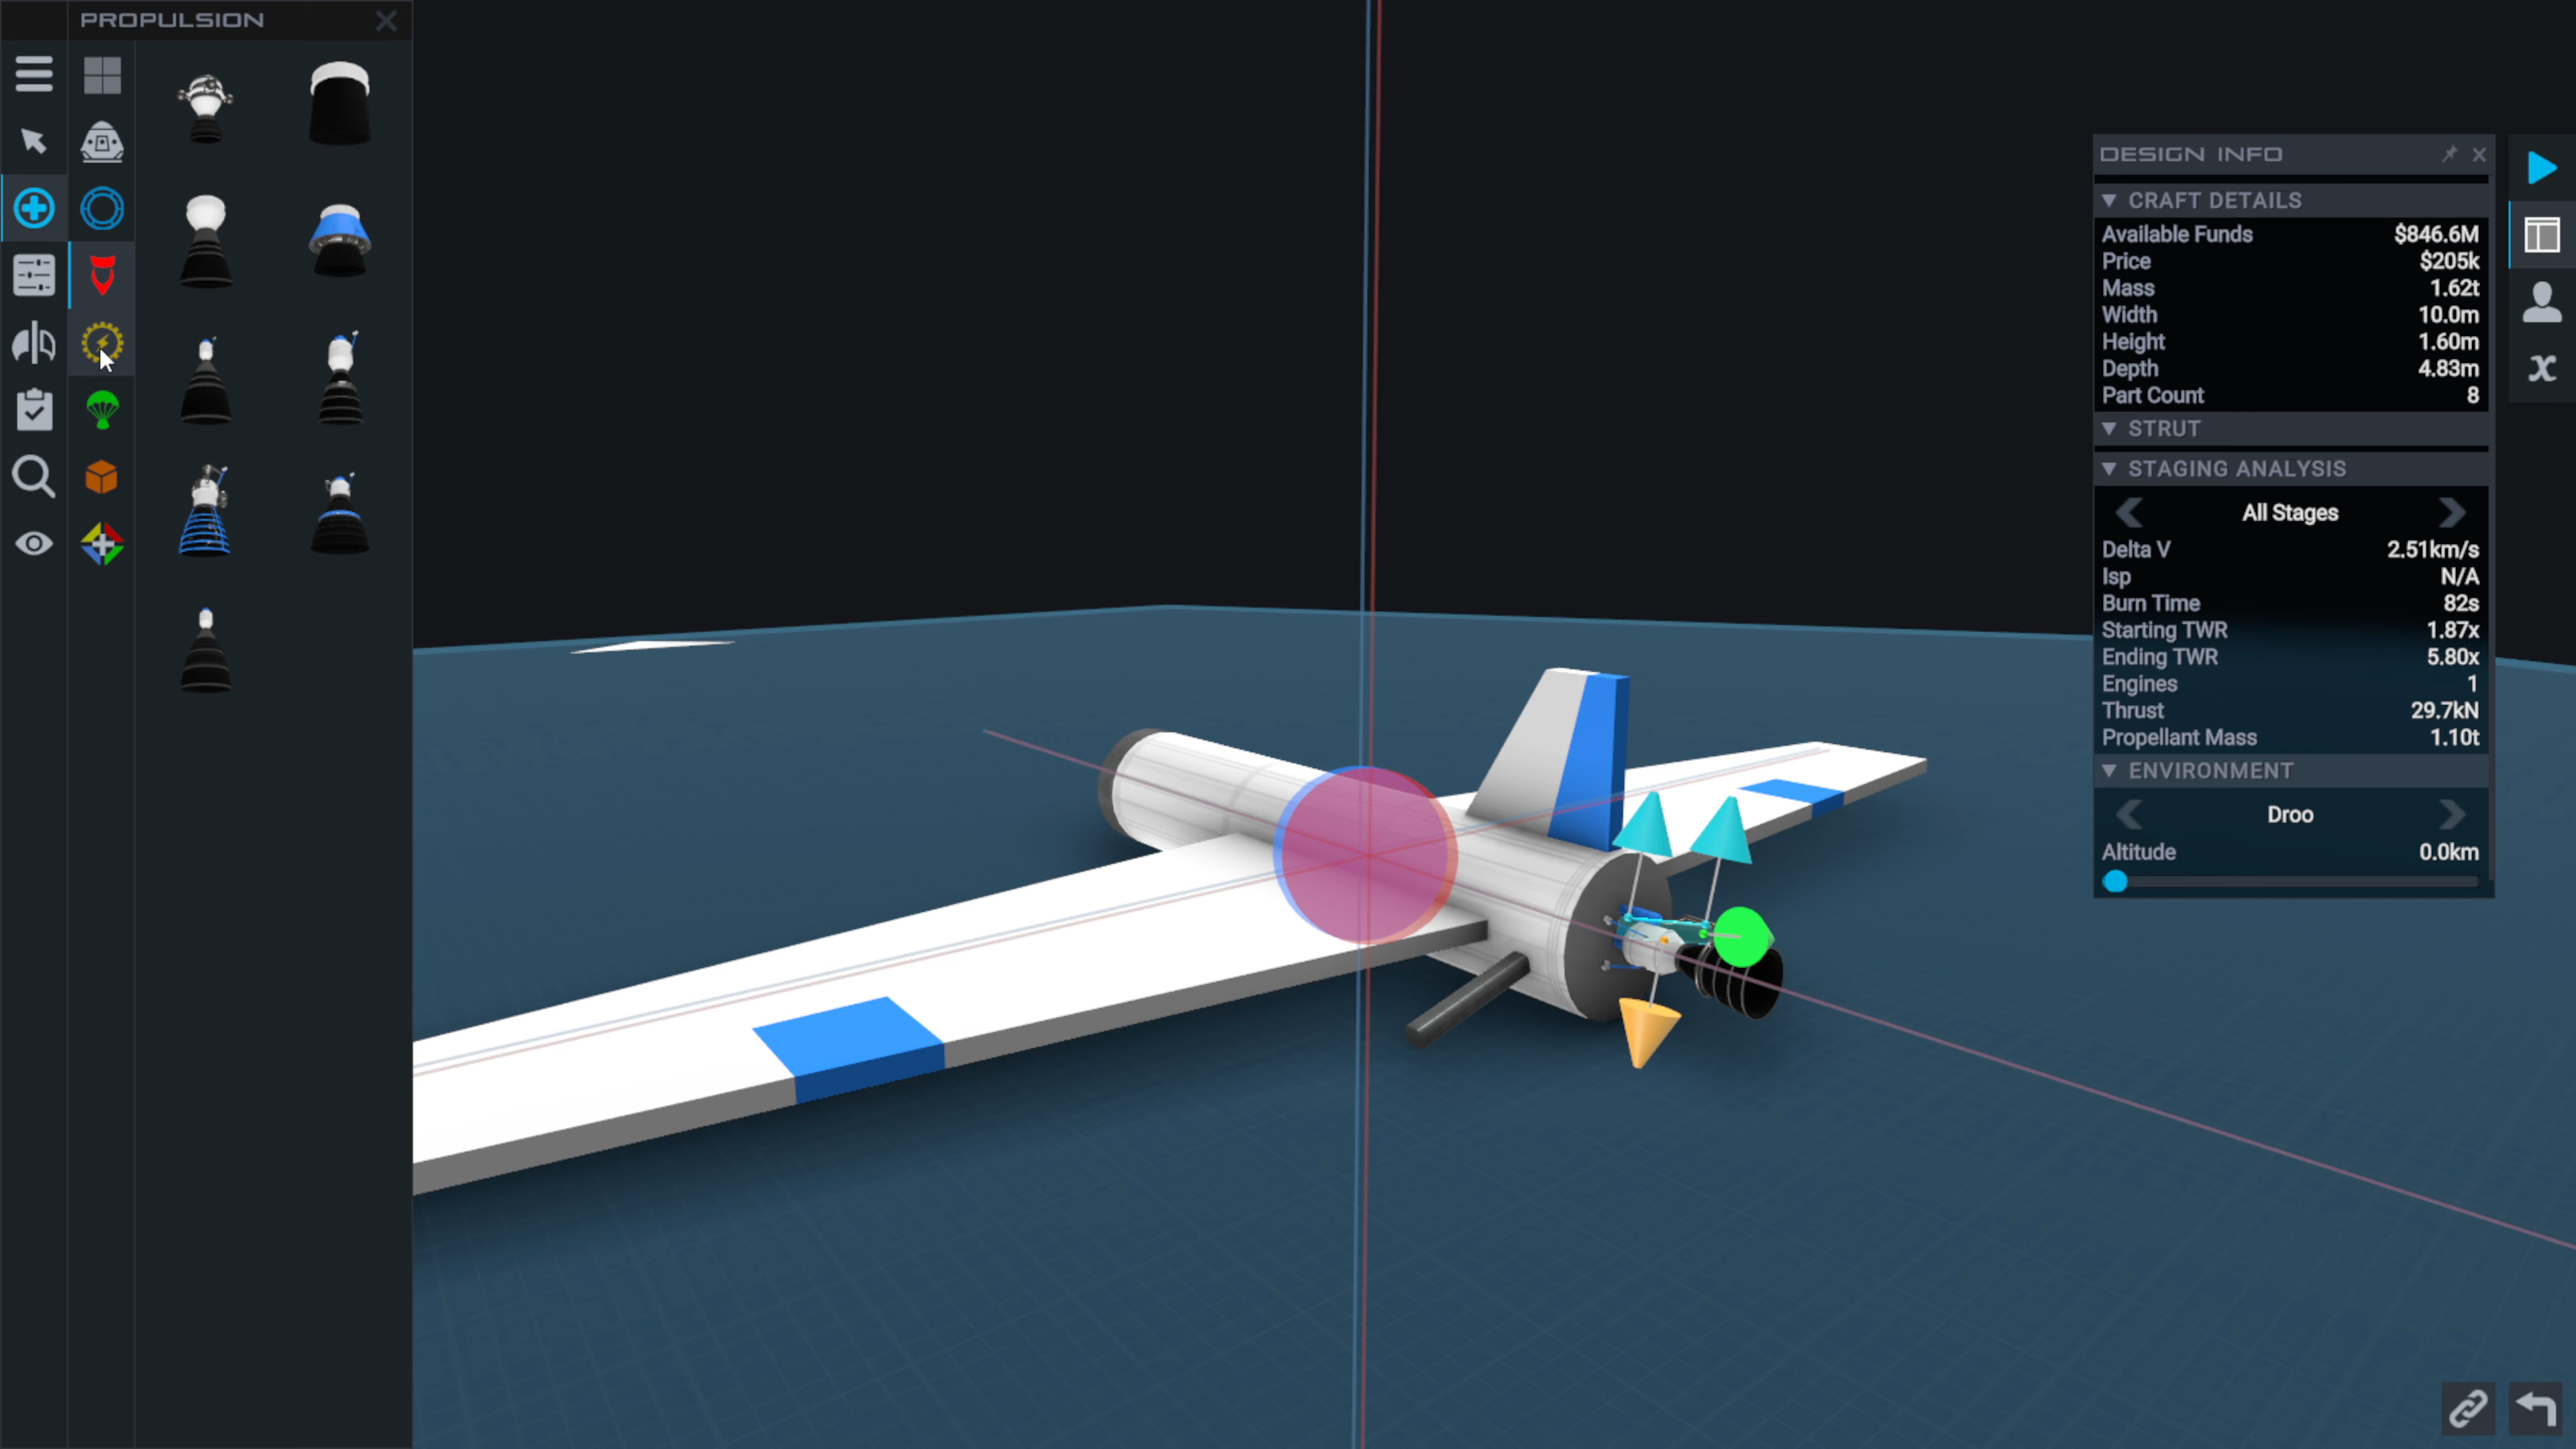 PROPULSION
DESIGN INFO
CRAFT DETAILS
Available Funds $846.6M
Price $205k
Mass 1.62t
Width 10.0m
Height 1.60m
Depth 4.83m
Part Count 8
STRUT
STAGING ANALYSIS
All Stages
Delta V 2.51km/s
Isp N/A
Burn Time 82s
Starting TWR 1.87x
Ending TWR 5.80x
Engines 1
Thrust 29.7kN
Propellant Mass 1.10t
ENVIRONMENT
Droo
Altitude 0.0km